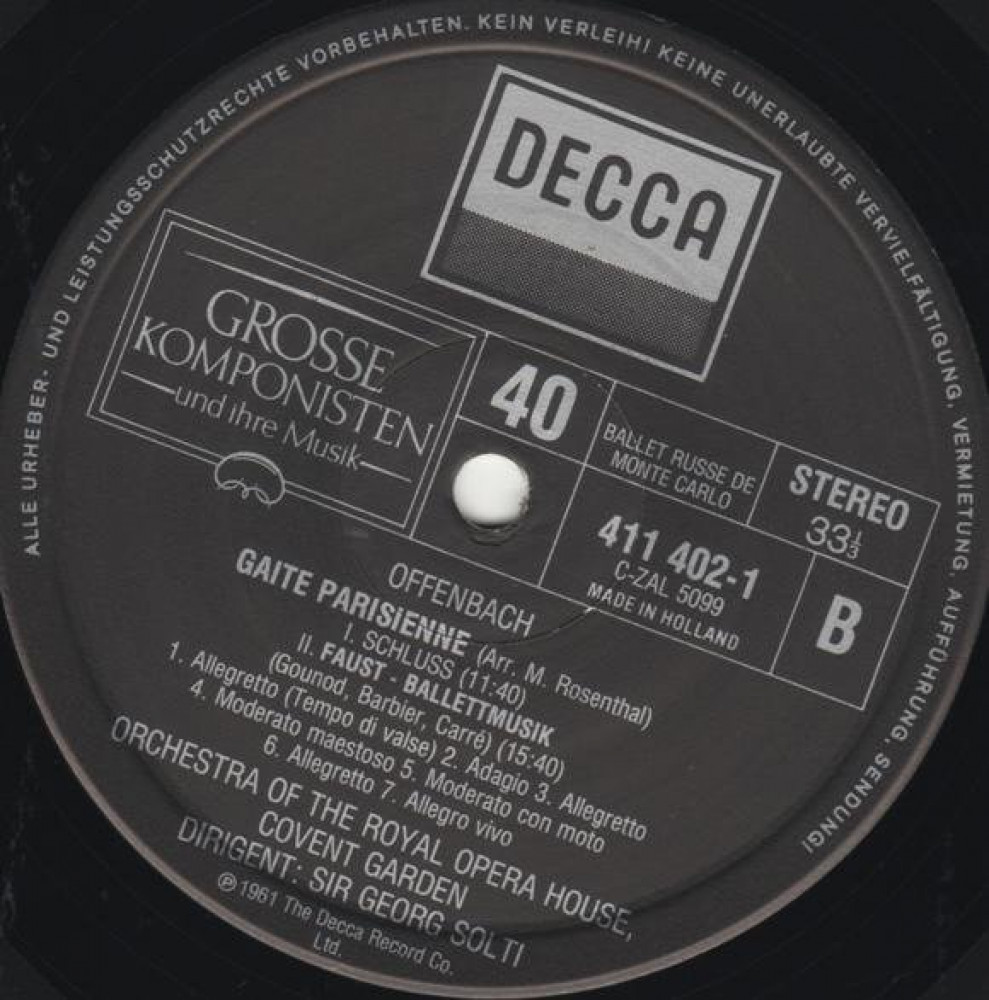 ALLE URHEBER- UND LEISTUNGSSCHUTZRECHTE VORBEHALTEN. KEIN VERLEIH! KEINE UNERLAUBTE VERVIELFÄLTIGUNG, VERMIETUNG, AUFFÜHRUNG, SENDUNG!
DECCA
GROSSE
KOMPONISTEN
und ihre Musik
40
BALLET RUSSE DE
MONTE CARLO
STEREO
33⅓
411 402-1
C-ZAL 5099
MADE IN HOLLAND
B
OFFENBACH
GAITE PARISIENNE (Arr. M. Rosenthal)
I. SCHLUSS (11:40)
II. FAUST - BALLETTMUSIK
(Gounod, Barbier, Carré) (15:40)
1. Allegretto (Tempo di valse) 2. Adagio 3. Allegretto
4. Moderato maestoso 5. Moderato con moto
6. Allegretto 7. Allegro vivo
ORCHESTRA OF THE ROYAL OPERA HOUSE,
COVENT GARDEN
DIRIGENT: SIR GEORG SOLTI
℗ 1961 The Decca Record Co.
Ltd.